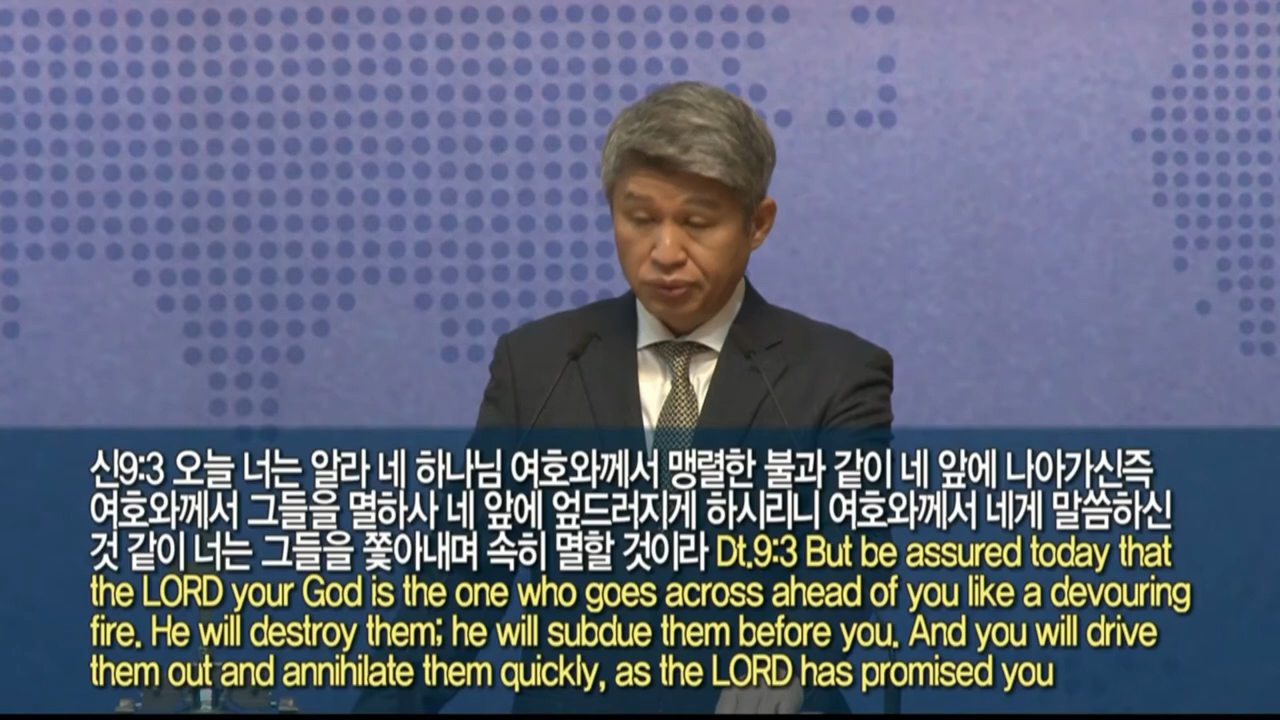 신9:3 오늘 너는 알라 네 하나님 여호와께서 맹렬한 불과 같이 네 앞에 나아가신즉
여호와께서 그들을 멸하사 네 앞에 엎드러지게 하시리니 여호와께서 네게 말씀하신
것 같이 너는 그들을 쫓아내며 속히 멸할 것이라 Dt.9:3 But be assured today that
the LORD your God is the one who goes across ahead of you like a devouring
fire. He will destroy them; he will subdue them before you. And you will drive
them out and annihilate them quickly, as the LORD has promised you